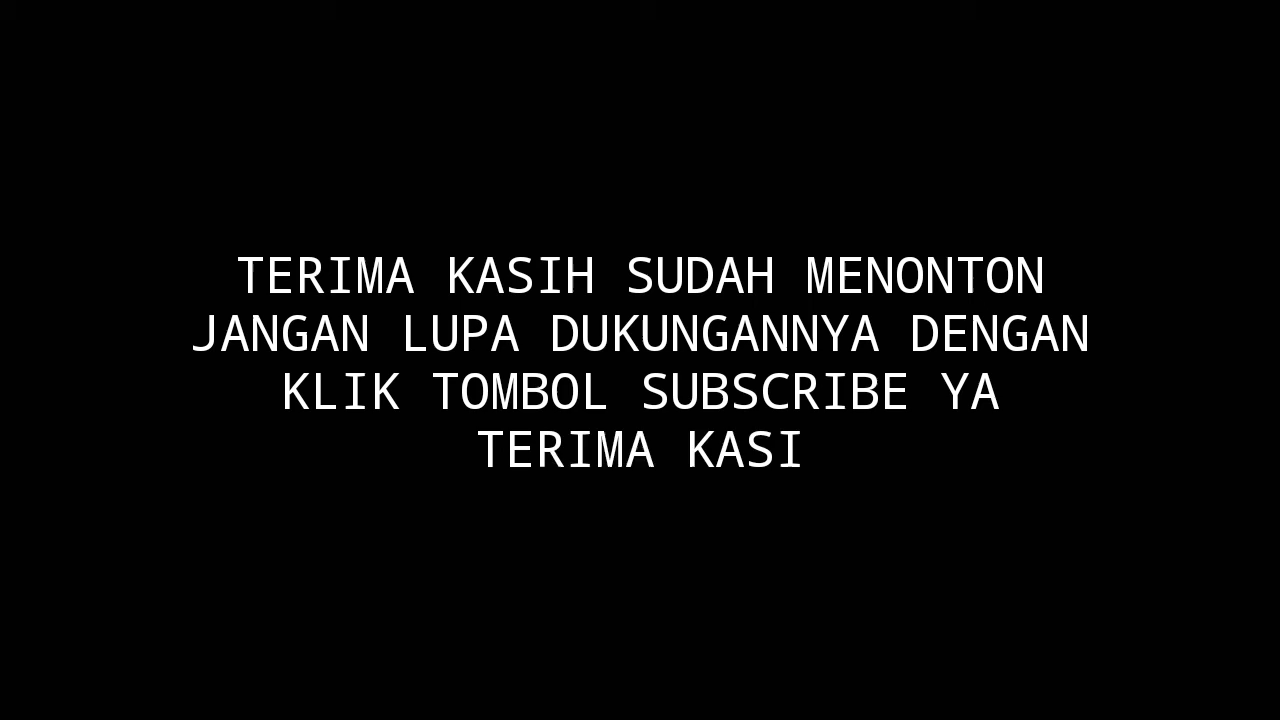 TERIMA KASIH SUDAH MENONTON
JANGAN LUPA DUKUNGANNYA DENGAN
KLIK TOMBOL SUBSCRIBE YA
TERIMA KASI